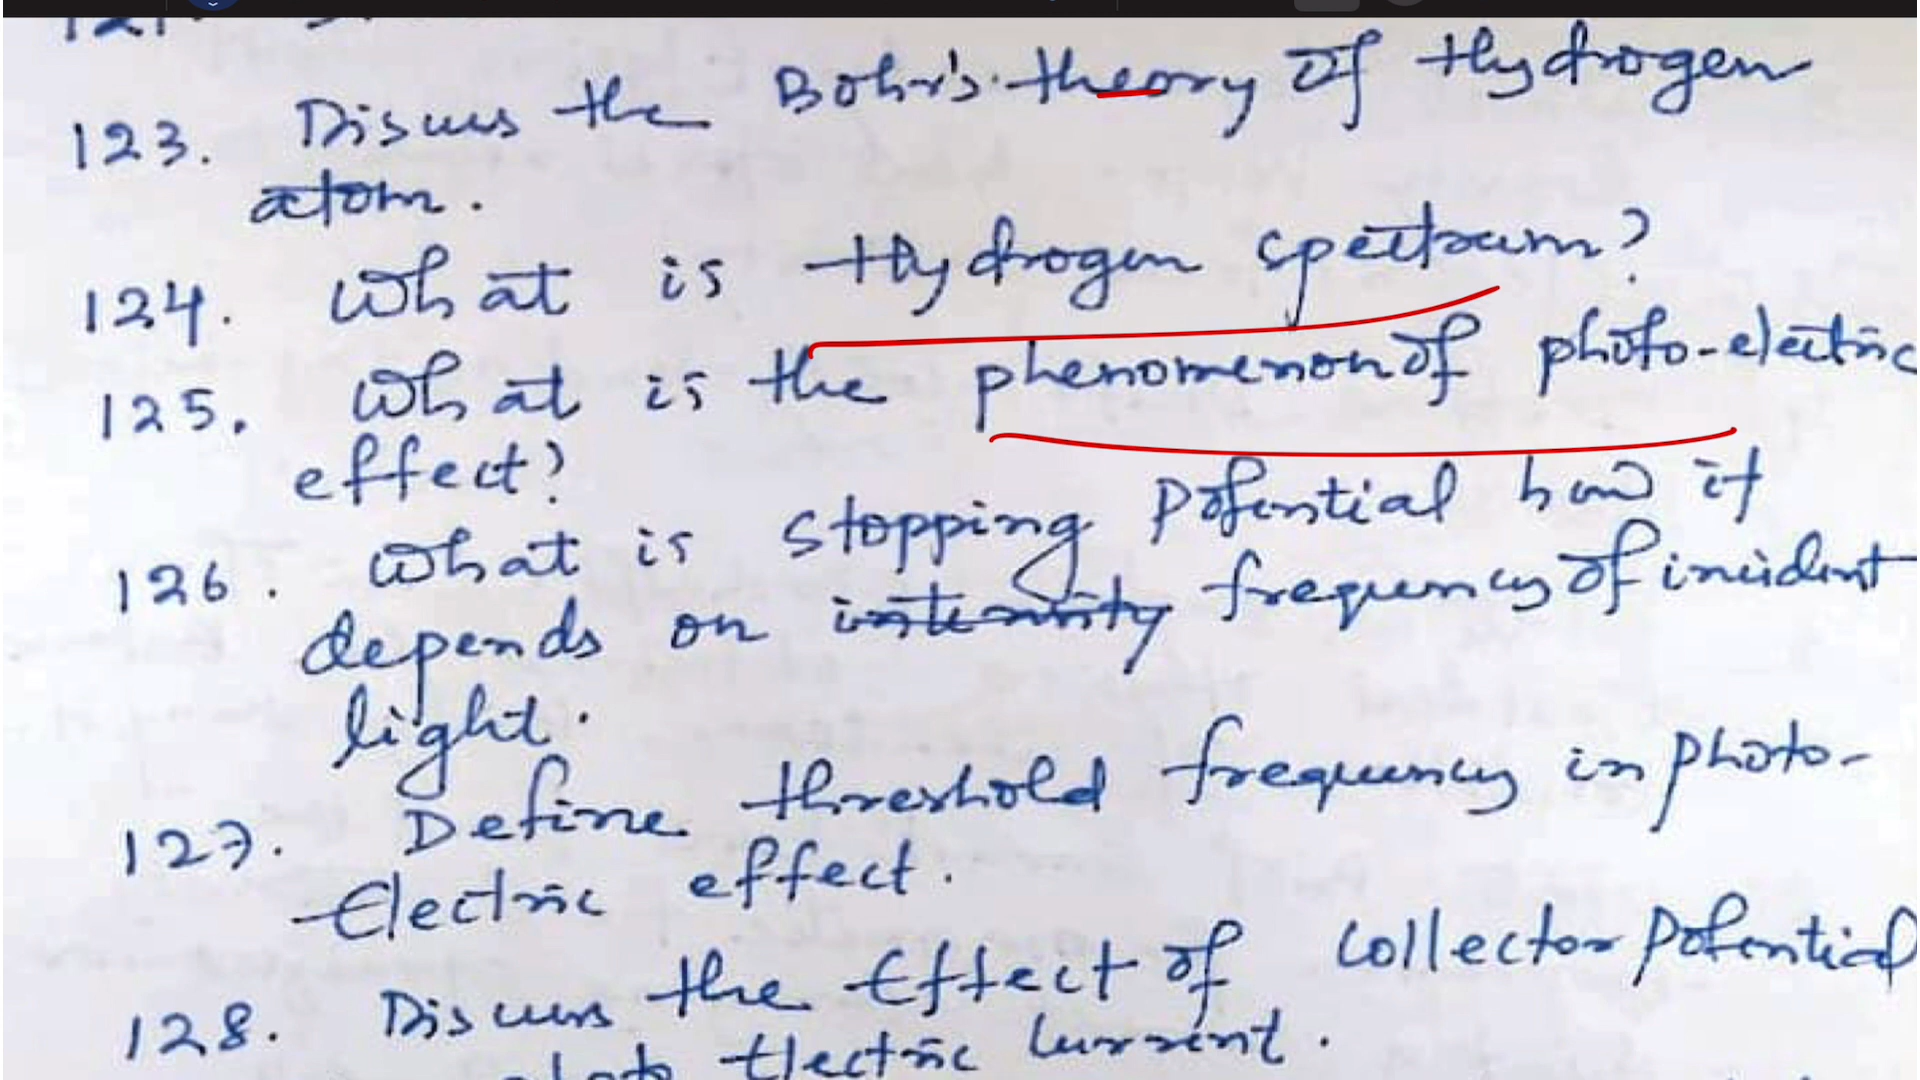 123. Discuss the Bohr's theory of Hydrogen
atom.
124. What is Hydrogen spectrum?
125. What is the phenomenon of photo-electric
effect?
126. What is stopping potential how it
depends on intensity frequency of incident
light.
127. Define threshold frequency in photo-
Electric effect.
128. Discuss the Effect of collector potential
photo Electric current.